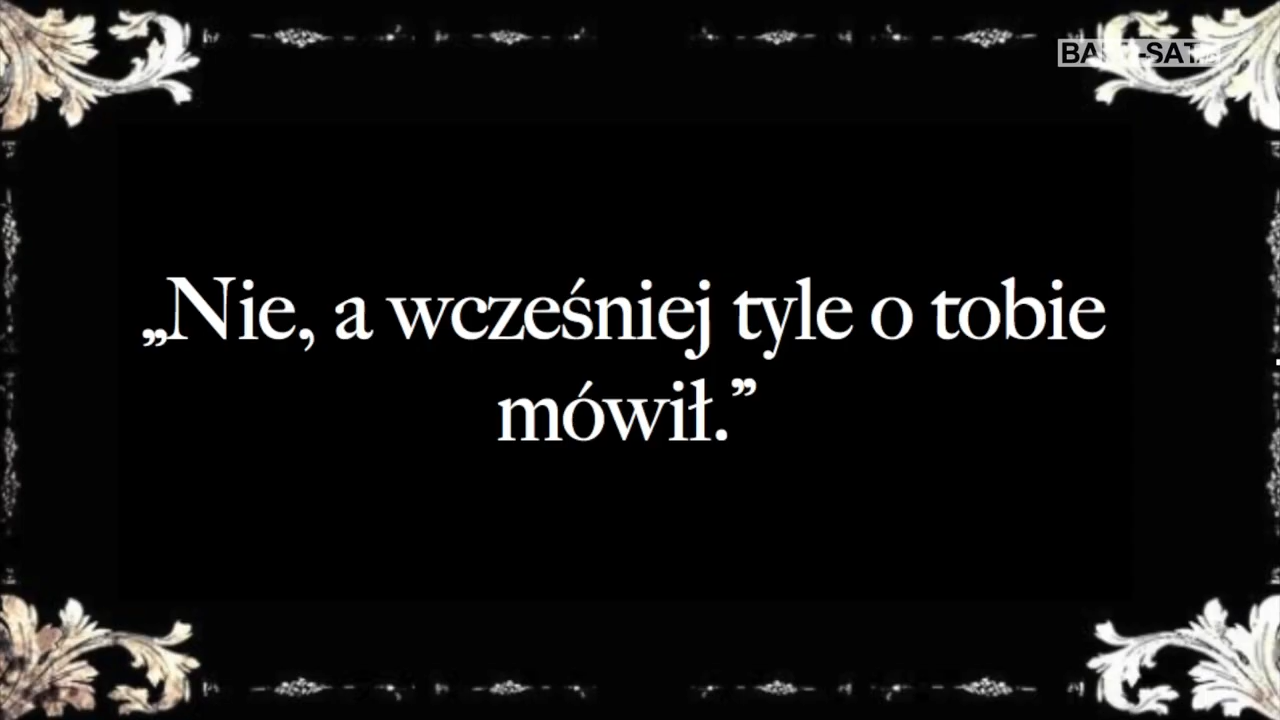 „Nie, a wcześniej tyle o tobie
mówił.”